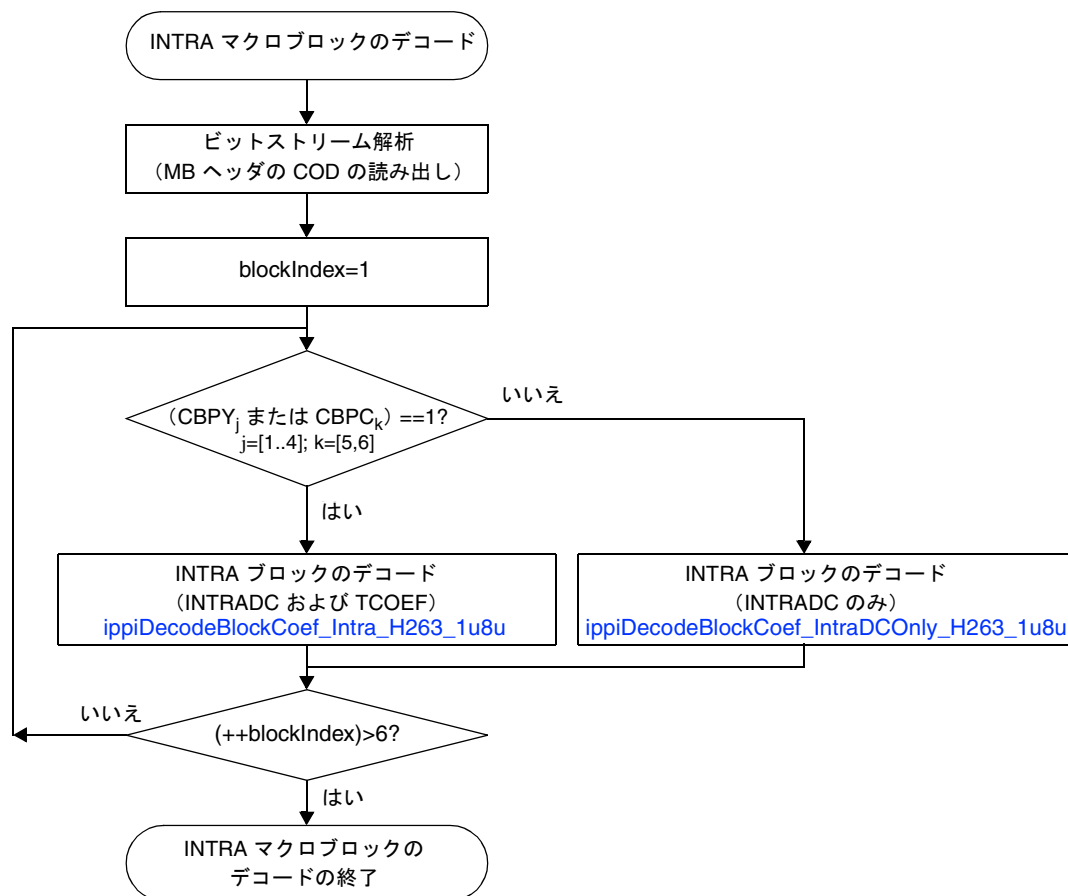 INTRA マクロブロックのデコード
ビットストリーム解析
(MB ヘッダの COD の読み出し)
blockIndex=1
(CBPYj または CBPCk) ==1?
j=[1..4]; k=[5,6]
いいえ
はい
INTRA ブロックのデコード
(INTRADC および TCOEF)
ippiDecodeBlockCoef_Intra_H263_1u8u
INTRA ブロックのデコード
(INTRADC のみ)
ippiDecodeBlockCoef_IntraDCOnly_H263_1u8u
いいえ
(++blockIndex)>6?
はい
INTRA マクロブロックの
デコードの終了